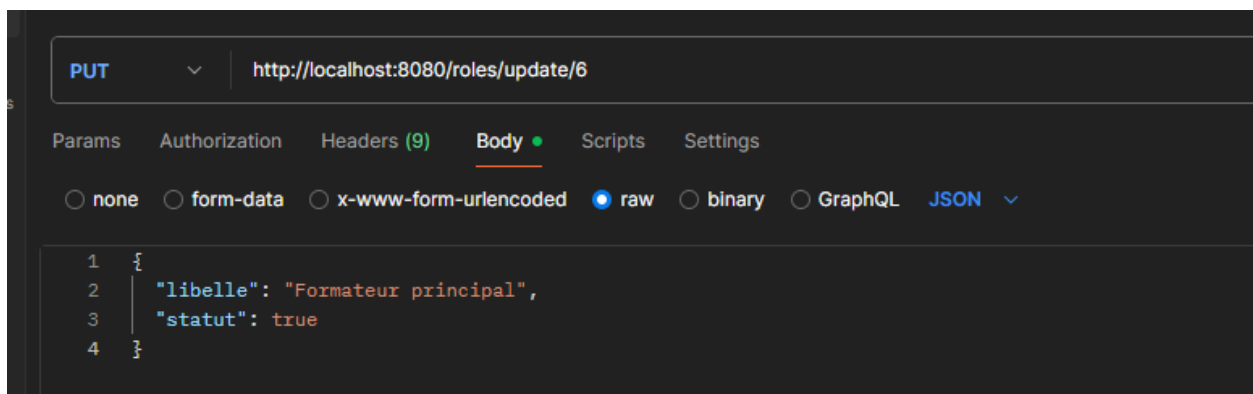 PUT http://localhost:8080/roles/update/6
s
Params Authorization Headers (9) Body Scripts Settings
none form-data x-www-form-urlencoded raw binary GraphQL JSON
1 {
2 "libelle": "Formateur principal",
3 "statut": true
4 }